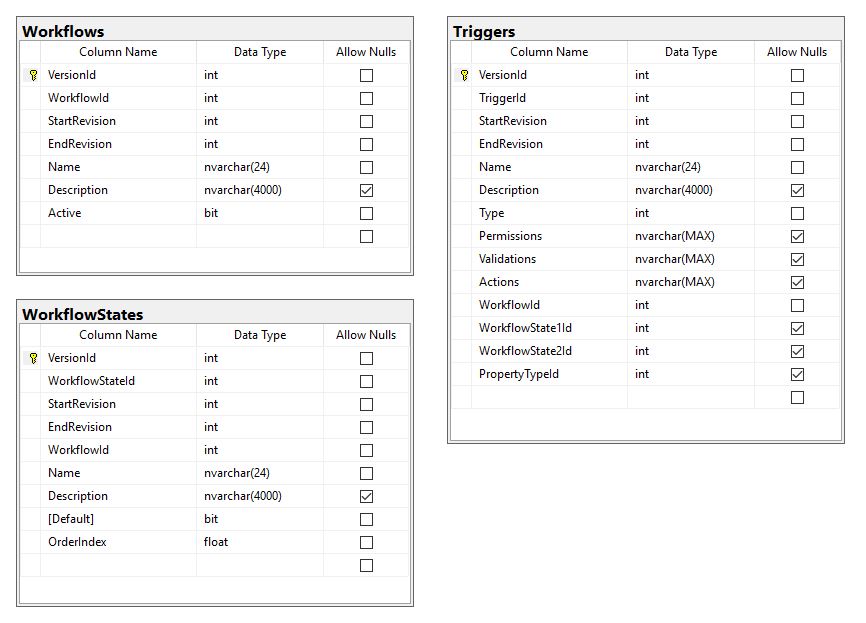 Workflows
Column Name Data Type Allow Nulls
VersionId int
WorkflowId int
StartRevision int
EndRevision int
Name nvarchar(24)
Description nvarchar(4000)
Active bit
WorkflowStates
Column Name Data Type Allow Nulls
VersionId int
WorkflowStateId int
StartRevision int
EndRevision int
WorkflowId int
Name nvarchar(24)
Description nvarchar(4000)
[Default] bit
OrderIndex float
Triggers
Column Name Data Type Allow Nulls
VersionId int
TriggerId int
StartRevision int
EndRevision int
Name nvarchar(24)
Description nvarchar(4000)
Type int
Permissions nvarchar(MAX)
Validations nvarchar(MAX)
Actions nvarchar(MAX)
WorkflowId int
WorkflowState1Id int
WorkflowState2Id int
PropertyTypeId int